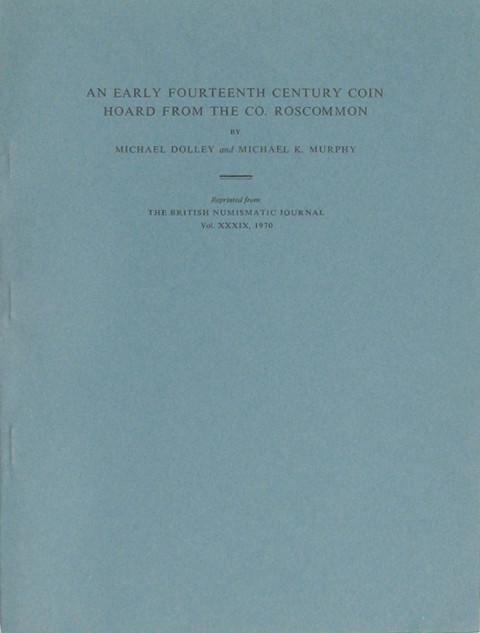 AN EARLY FOURTEENTH CENTURY COIN
HOARD FROM THE CO. ROSCOMMON
BY
MICHAEL DOLLEY and MICHAEL K. MURPHY
Reprinted from
THE BRITISH NUMISMATIC JOURNAL
Vol. XXXIX, 1970